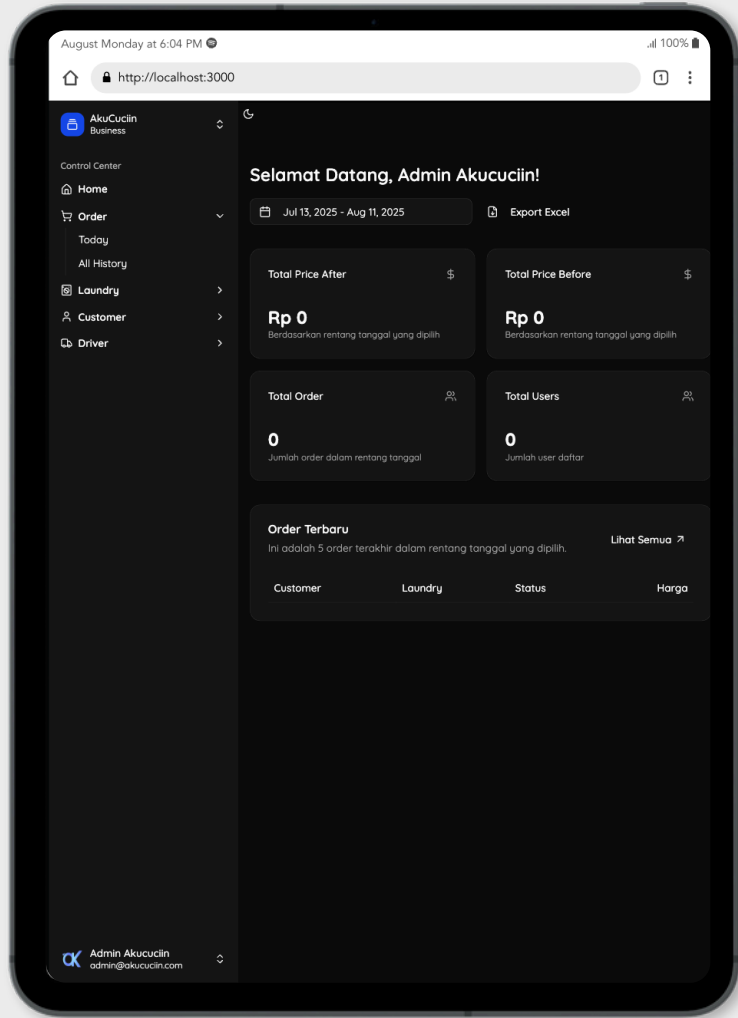 August Monday at 6:04 PM
100%
http://localhost:3000
1
AkuCuciin
Business
Control Center
Home
Order
Today
All History
Laundry
Customer
Driver
Selamat Datang, Admin Akucuciin!
Jul 13, 2025 - Aug 11, 2025
Export Excel
Total Price After
$
Rp 0
Berdasarkan rentang tanggal yang dipilih
Total Price Before
$
Rp 0
Berdasarkan rentang tanggal yang dipilih
Total Order
0
Jumlah order dalam rentang tanggal
Total Users
0
Jumlah user daftar
Order Terbaru
Ini adalah 5 order terakhir dalam rentang tanggal yang dipilih.
Lihat Semua
Customer Laundry Status Harga
Admin Akucuciin
admin@akucuciin.com